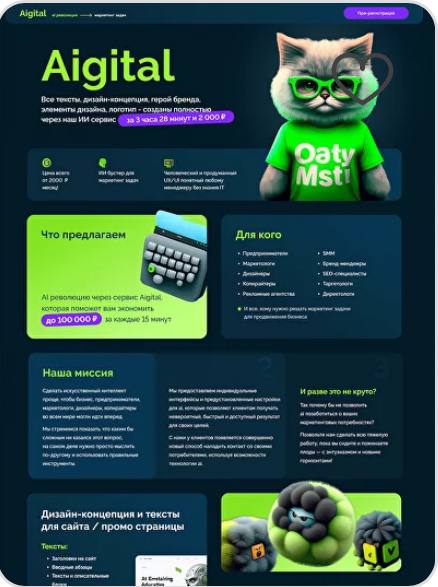 Aigital ai революция маркетинг задач
Пре-регистрация
Aigital
Все тексты, дизайн-концепция, герой бренда,
элементы дизайна, логотип - созданы полностью
через наш ИИ сервис за 3 часа 28 минут и 2 000 ₽
Oaty
Mst!
Цена всего
от 2000 ₽
месяц!
ИИ бустер для
маркетинг задач
Человеческий и продуманный
UX/UI понятный любому
менеджеру без знания IT
Что предлагаем
AI революцию через сервис Aigital,
которая поможет вам экономить
до 100 000 ₽ за каждые 15 минут
Для кого
• Предприниматели
• Маркетологи
• Дизайнеры
• Копирайтеры
• Рекламные агентства
• SMM
• Бренд-менеджеры
• SEO-специалисты
• Таргетологи
• Директологи
И все, кому нужно решать маркетинг задачи
для продвижения бизнеса
Наша миссия
Сделать искусственный интеллект
проще, чтобы бизнес, предприниматели,
маркетологи, дизайнеры, копирайтеры
во всем мире могли идти вперед.
Мы стремимся показать, что каким бы
сложным ни казался этот вопрос,
на самом деле нужно просто мыслить
по-другому и использовать правильные
инструменты.
2
Мы предоставляем индивидуальные
интерфейсы и предустановленные настройки
для ai, которые позволяют клиентам получать
невероятный, быстрый и доступный результат
для своих целей.
С нами у клиентов появляется совершенно
новый способ наладить контакт со своими
потребителями, используя возможности
технологии ai.
3
И разве это не круто?
Так почему бы не позволить
ai позаботиться о ваших
маркетинговых потребностях?
Позвольте нам сделать всю тяжелую
работу, пока вы сидите и пожинаете
плоды — с энтузиазмом и новыми
горизонтами!
Дизайн-концепция и тексты
для сайта / промо страницы
Тексты:
• Заголовки на сайт
• Вводные абзацы
• Тексты и описательные
AI Emotaizing